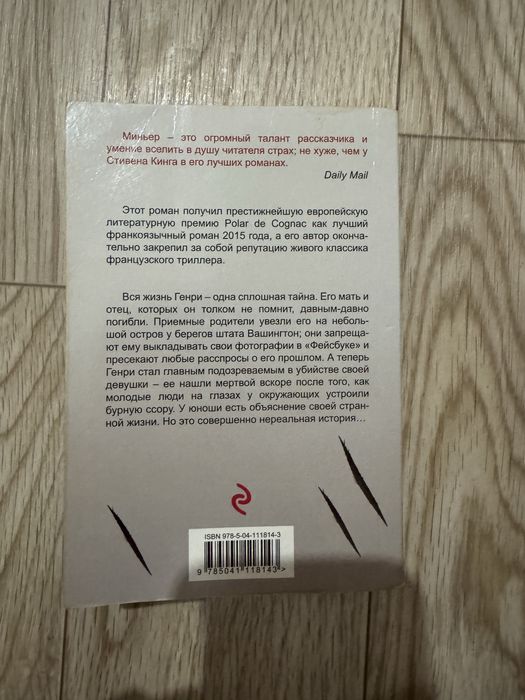 Миньер – это огромный талант рассказчика и
умение вселить в душу читателя страх; не хуже, чем у
Стивена Кинга в его лучших романах.
Daily Mail
Этот роман получил престижнейшую европейскую
литературную премию Polar de Cognac как лучший
франкоязычный роман 2015 года, а его автор оконча-
тельно закрепил за собой репутацию живого классика
французского триллера.
Вся жизнь Генри – одна сплошная тайна. Его мать и
отец, которых он толком не помнит, давным-давно
погибли. Приемные родители увезли его на неболь-
шой остров у берегов штата Вашингтон; они запреща-
ют ему выкладывать свои фотографии в «Фейсбуке» и
пресекают любые расспросы о его прошлом. А теперь
Генри стал главным подозреваемым в убийстве своей
девушки – ее нашли мертвой вскоре после того, как
молодые люди на глазах у окружающих устроили
бурную ссору. У юноши есть объяснение своей стран-
ной жизни. Но это совершенно нереальная история...
ISBN 978-5-04-111814-3
9 785041 118143>